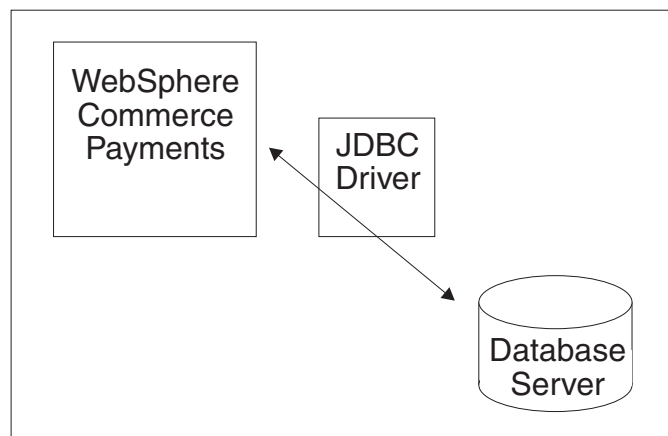 WebSphere
Commerce
Payments
JDBC
Driver
Database
Server